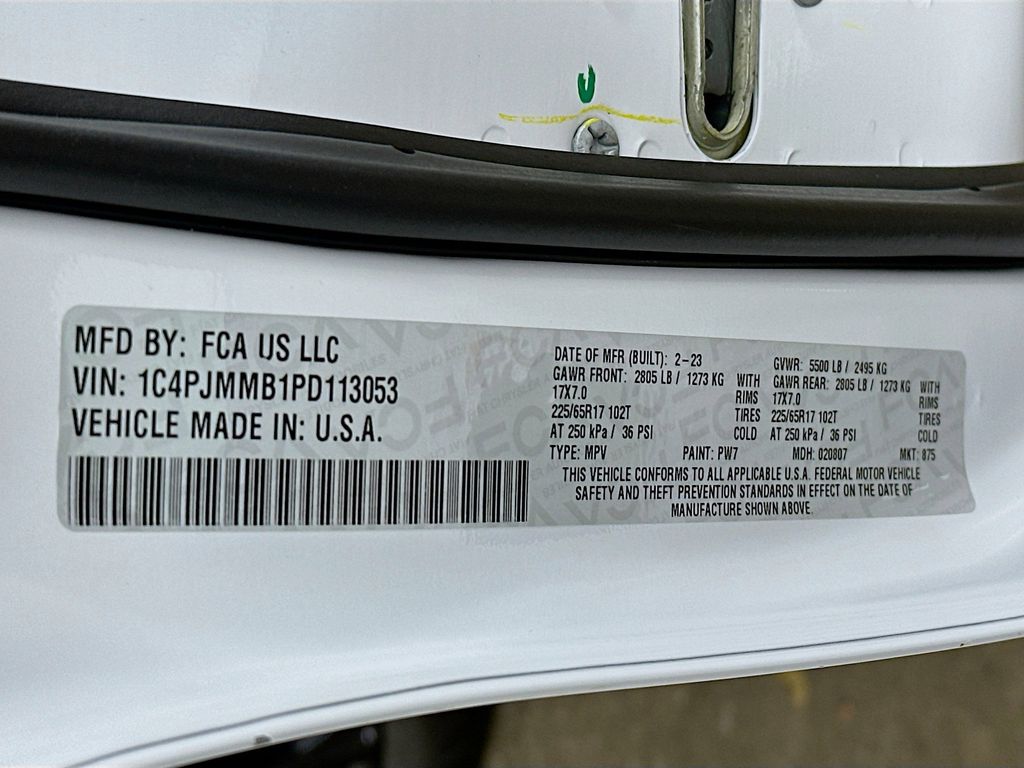 MFD BY: FCA US LLC
VIN: 1C4PJMMB1PD113053
VEHICLE MADE IN: U.S.A.
DATE OF MFR (BUILT): 2-23 GVWR: 5500 LB / 2495 KG
GAWR FRONT: 2805 LB / 1273 KG WITH GAWR REAR: 2805 LB / 1273 KG WITH
17X7.0 RIMS 17X7.0 RIMS
225/65R17 102T TIRES 225/65R17 102T TIRES
AT 250 kPa / 36 PSI COLD AT 250 kPa / 36 PSI COLD
TYPE: MPV PAINT: PW7 MDH: 020807 MKT: 875
THIS VEHICLE CONFORMS TO ALL APPLICABLE U.S.A. FEDERAL MOTOR VEHICLE
SAFETY AND THEFT PREVENTION STANDARDS IN EFFECT ON THE DATE OF
MANUFACTURE SHOWN ABOVE.